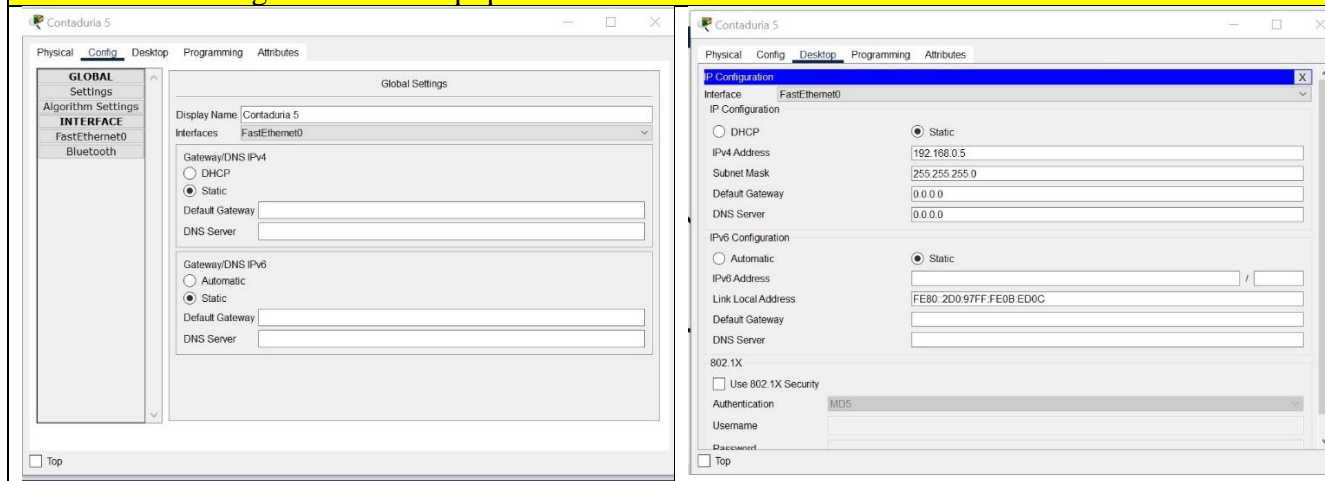 Contaduria 5
Physical Config Desktop Programming Attributes
GLOBAL
Settings
Algorithm Settings
INTERFACE
FastEthernet0
Bluetooth
Global Settings
Display Name Contaduria 5
Interfaces FastEthernet0
Gateway/DNS IPv4
DHCP
Static
Default Gateway
DNS Server
Gateway/DNS IPv6
Automatic
Static
Default Gateway
DNS Server
Top
Contaduria 5
Physical Config Desktop Programming Attributes
IP Configuration X
Interface FastEthernet0
IP Configuration
DHCP Static
IPv4 Address 192.168.0.5
Subnet Mask 255.255.255.0
Default Gateway 0.0.0.0
DNS Server 0.0.0.0
IPv6 Configuration
Automatic Static
IPv6 Address /
Link Local Address FE80::2D0:97FF:FE0B:ED0C
Default Gateway
DNS Server
802.1X
Use 802.1X Security
Authentication MD5
Username
Password
Top